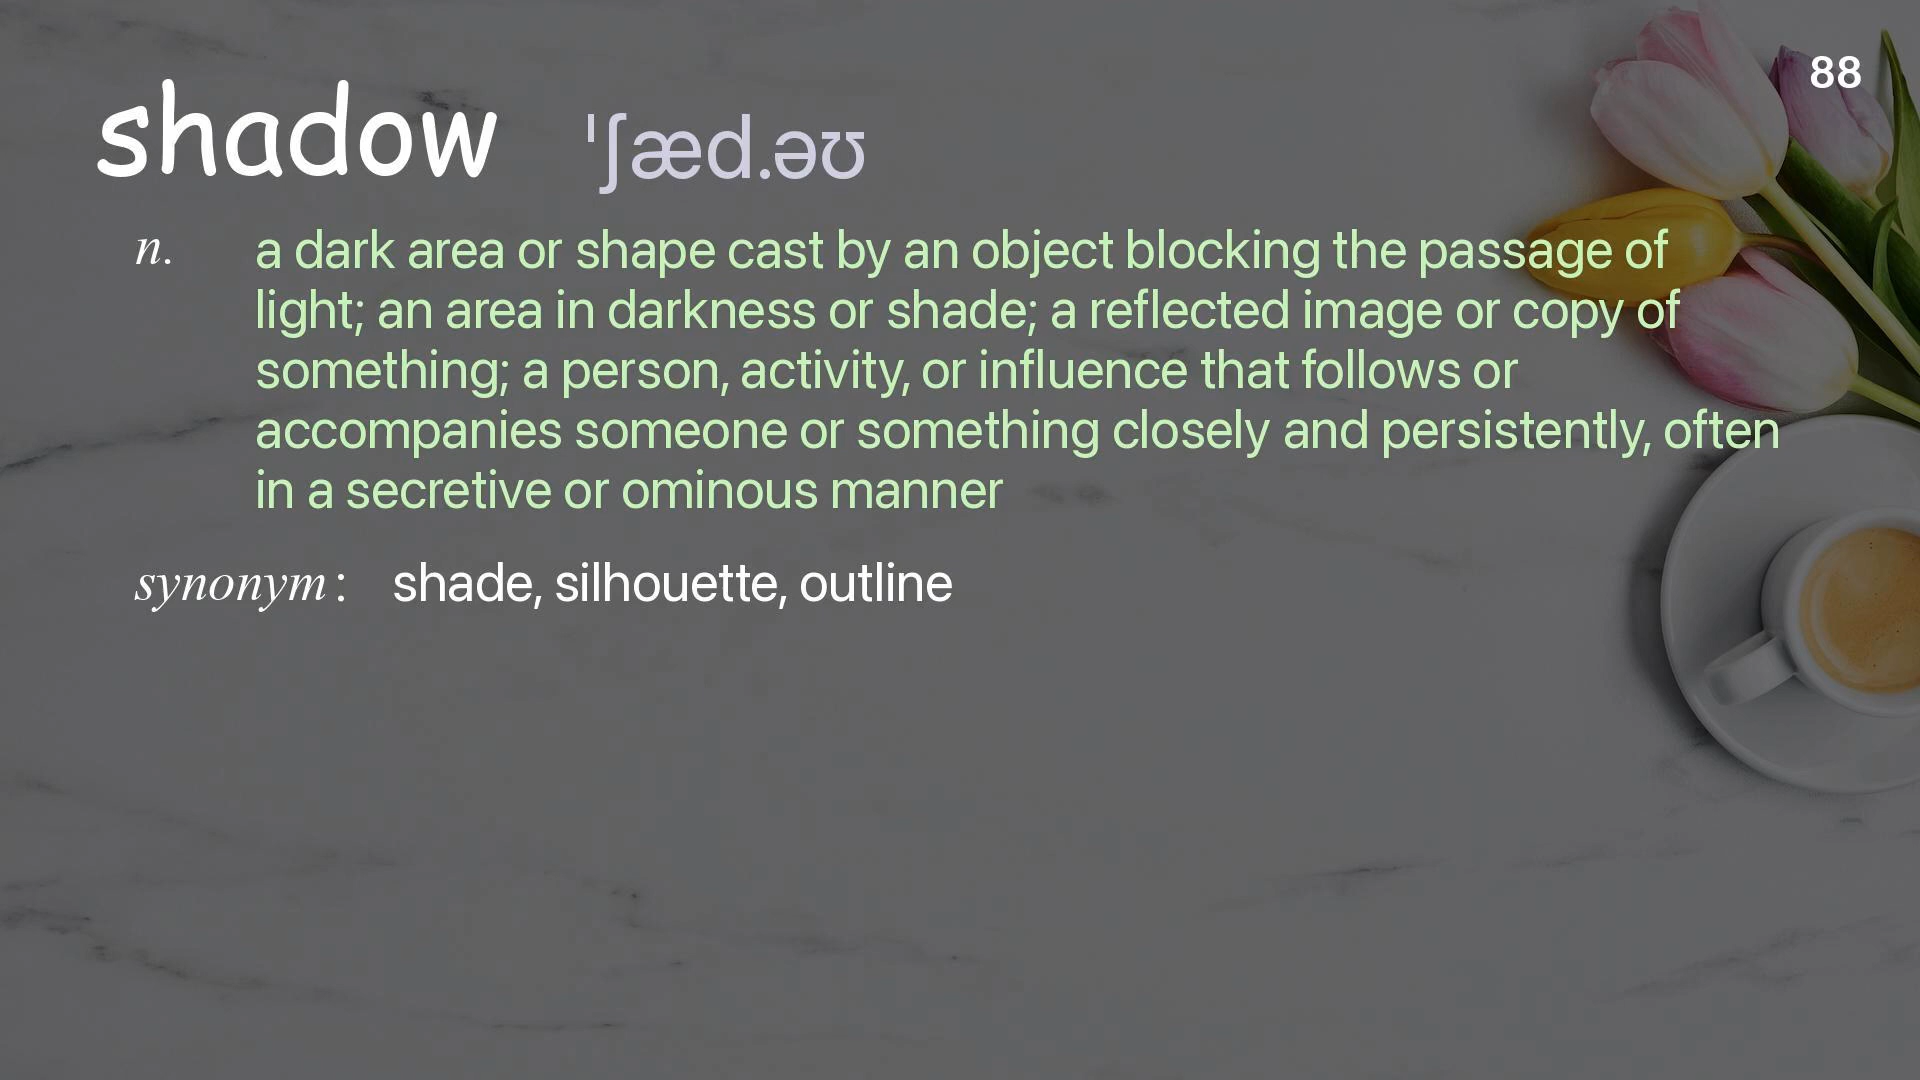 88
shadow ˈʃæd.əʊ
n. a dark area or shape cast by an object blocking the passage of
light; an area in darkness or shade; a reflected image or copy of
something; a person, activity, or influence that follows or
accompanies someone or something closely and persistently, often
in a secretive or ominous manner
synonym: shade, silhouette, outline